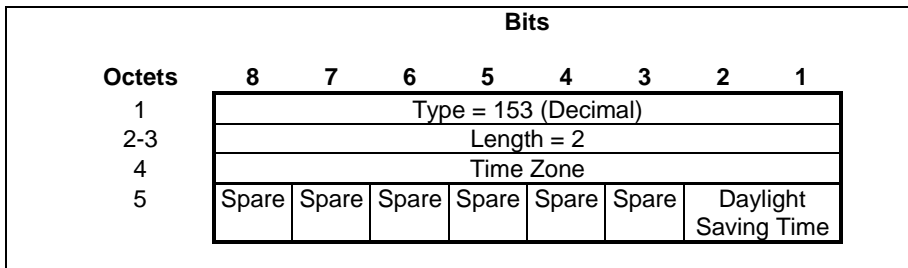 Bits
Octets 8 7 6 5 4 3 2 1
1 Type = 153 (Decimal)
2-3 Length = 2
4 Time Zone
5 Spare Spare Spare Spare Spare Spare Daylight
Saving Time